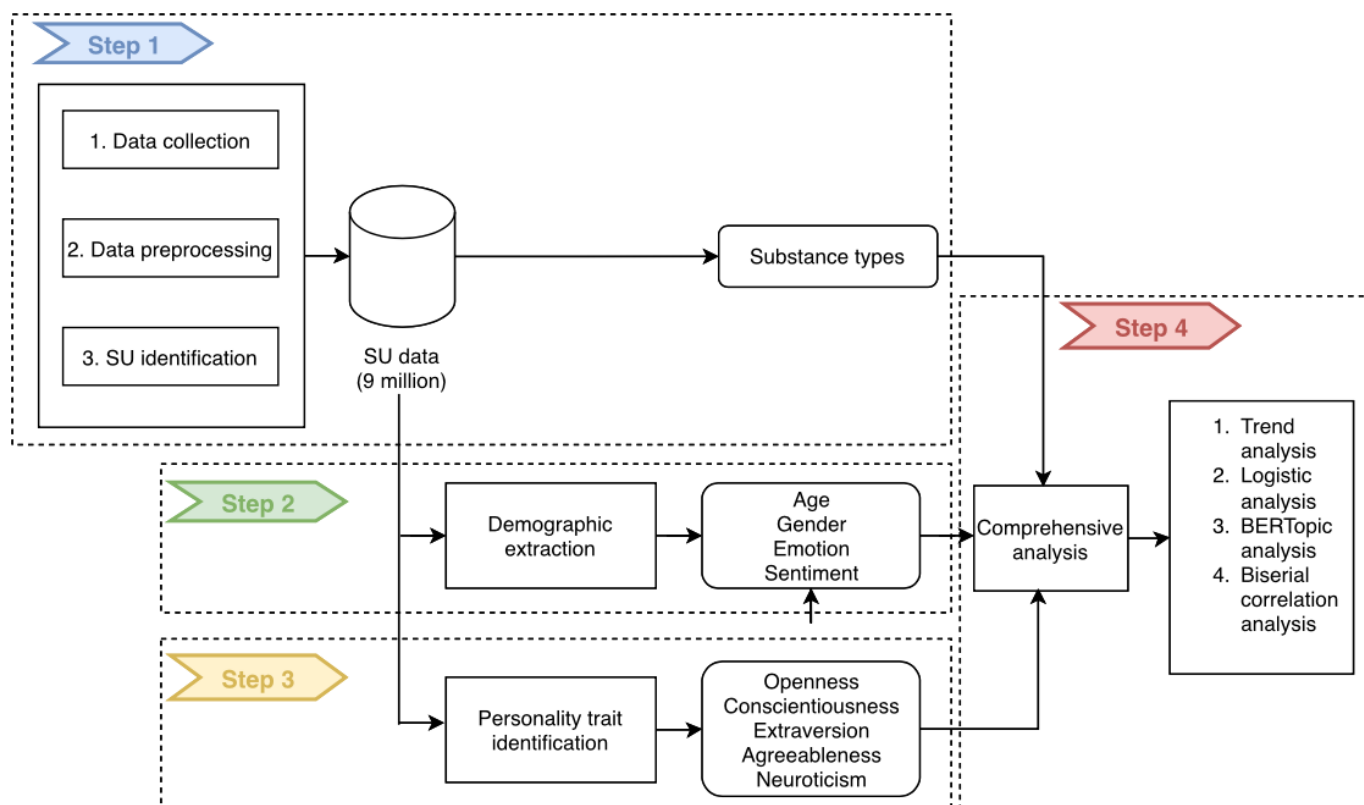 Step 1
1. Data collection
2. Data preprocessing
3. SU identification
SU data
(9 million)
Substance types
Step 2
Demographic
extraction
Age
Gender
Emotion
Sentiment
Step 3
Personality trait
identification
Openness
Conscientiousness
Extraversion
Agreeableness
Neuroticism
Step 4
Comprehensive
analysis
1. Trend
analysis
2. Logistic
analysis
3. BERTopic
analysis
4. Biserial
correlation
analysis